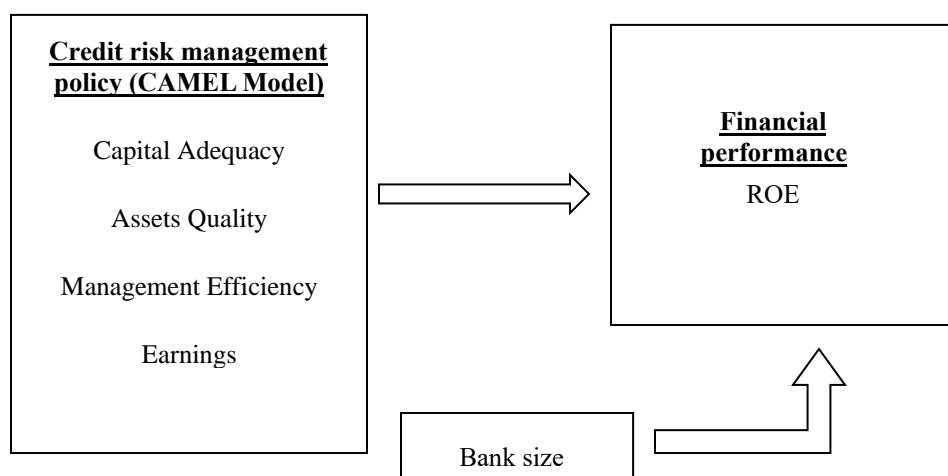 Credit risk management
policy (CAMEL Model)
Capital Adequacy
Assets Quality
Management Efficiency
Earnings
Financial
performance
ROE
Bank size